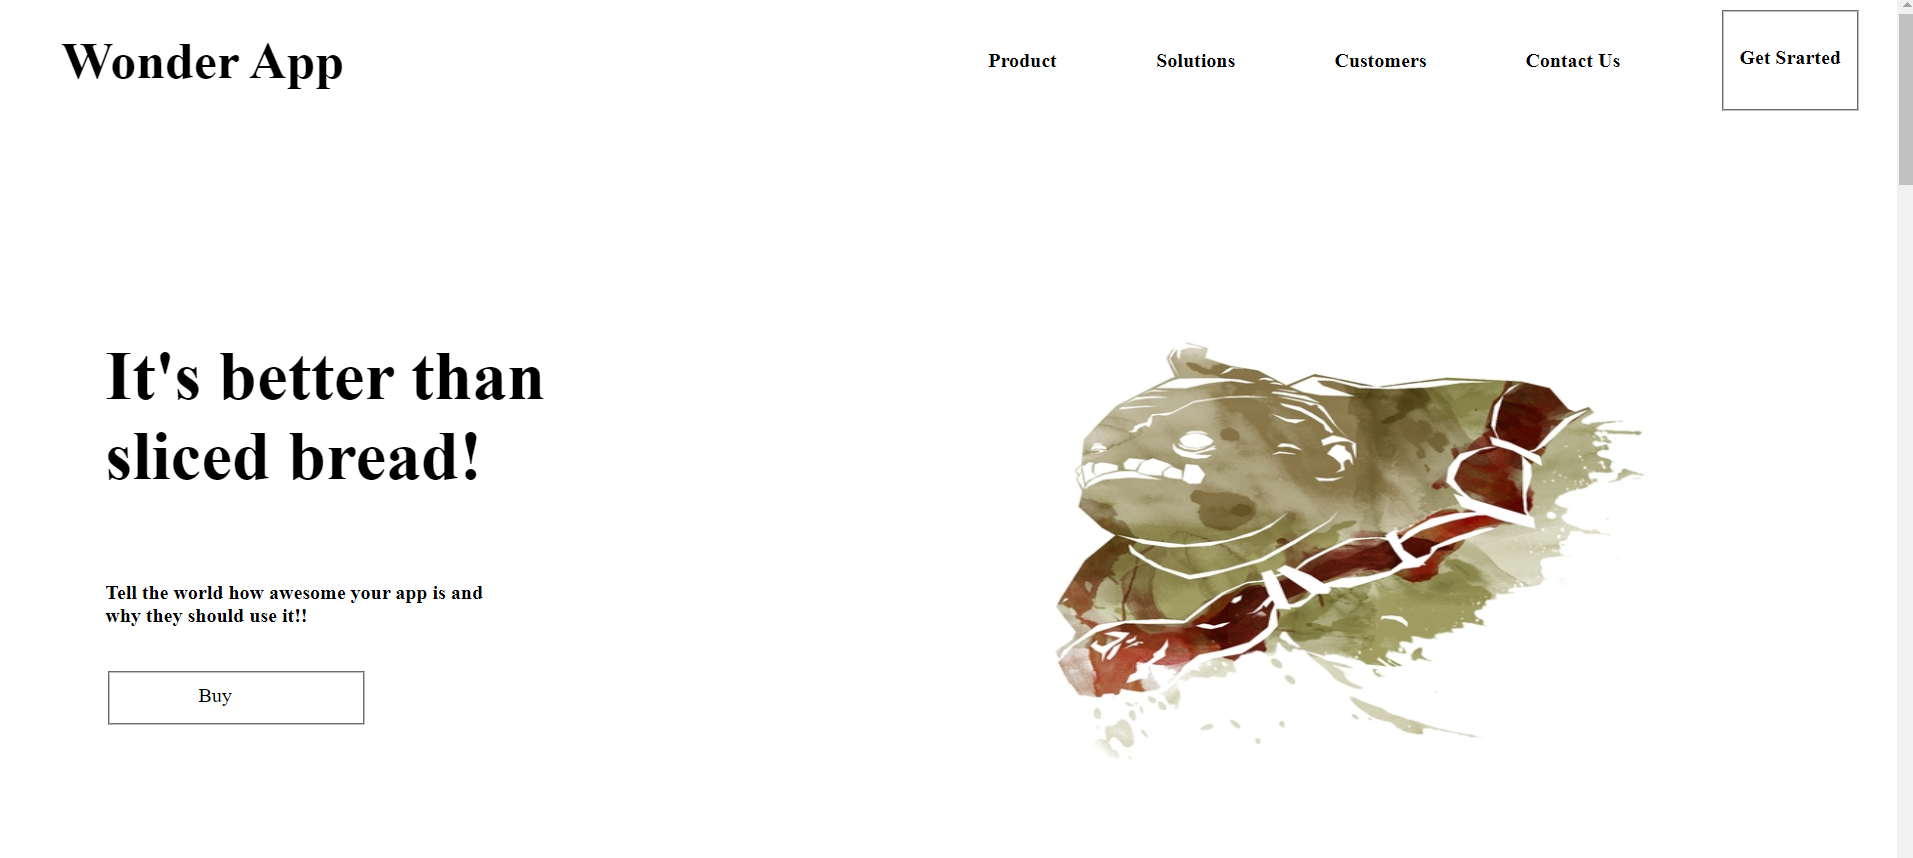 Wonder App
Product
Solutions
Customers
Contact Us
Get Srarted
It's better than
sliced bread!
Tell the world how awesome your app is and
why they should use it!!
Buy